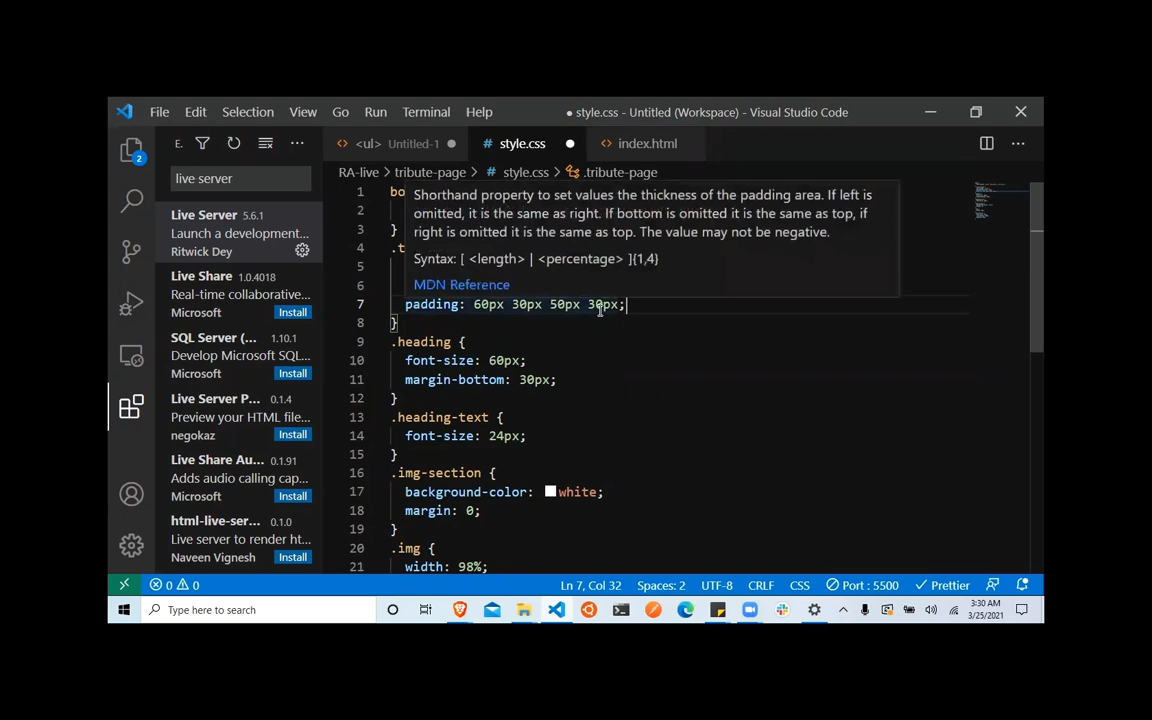 File Edit Selection View Go Run Terminal Help ● style.css - Untitled (Workspace) - Visual Studio Code
E.
<ul> Untitled-1
# style.css
index.html
live server
RA-live > tribute-page > # style.css > .tribute-page
Live Server 5.6.1
Launch a development...
Ritwick Dey
Live Share 1.0.4018
Real-time collaborativ...
Microsoft Install
SQL Server (... 1.10.1
Develop Microsoft SQL...
Microsoft Install
Live Server P... 0.1.4
Preview your HTML file...
negokaz Install
Live Share Au... 0.1.91
Adds audio calling cap...
Microsoft Install
html-live-ser... 0.1.0
Live server to render ht...
Naveen Vignesh Install
2
1 bo
2
3 }
4 .t
5
6
Shorthand property to set values the thickness of the padding area. If left is
omitted, it is the same as right. If bottom is omitted it is the same as top, if
right is omitted it is the same as top. The value may not be negative.
Syntax: [ <length> | <percentage> ]{1,4}
MDN Reference
7 padding: 60px 30px 50px 30px;
8 }
9 .heading {
10 font-size: 60px;
11 margin-bottom: 30px;
12 }
13 .heading-text {
14 font-size: 24px;
15 }
16 .img-section {
17 background-color: white;
18 margin: 0;
19 }
20 .img {
21 width: 98%;
0 0 Ln 7, Col 32 Spaces: 2 UTF-8 CRLF CSS Port : 5500 Prettier
Type here to search
3:30 AM
3/25/2021